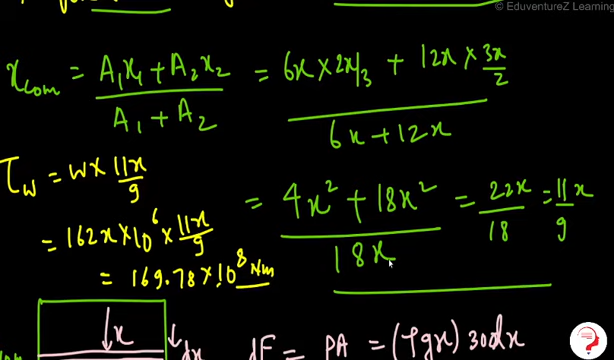 © EduventureZ Learning
x_com = (A₁x₁ + A₂x₂)/(A₁ + A₂) = (6x × 2x/3 + 12x × 3x/2)/(6x + 12x)
τ_w = W × 11x/9
= (4x² + 18x²)/18x = 22x/18 = 11x/9
= 162x × 10⁶ × 11x/9
= 169.78 × 10⁸ Nm
↓x ↓dx
dF = PA = (ρgx) 300dx